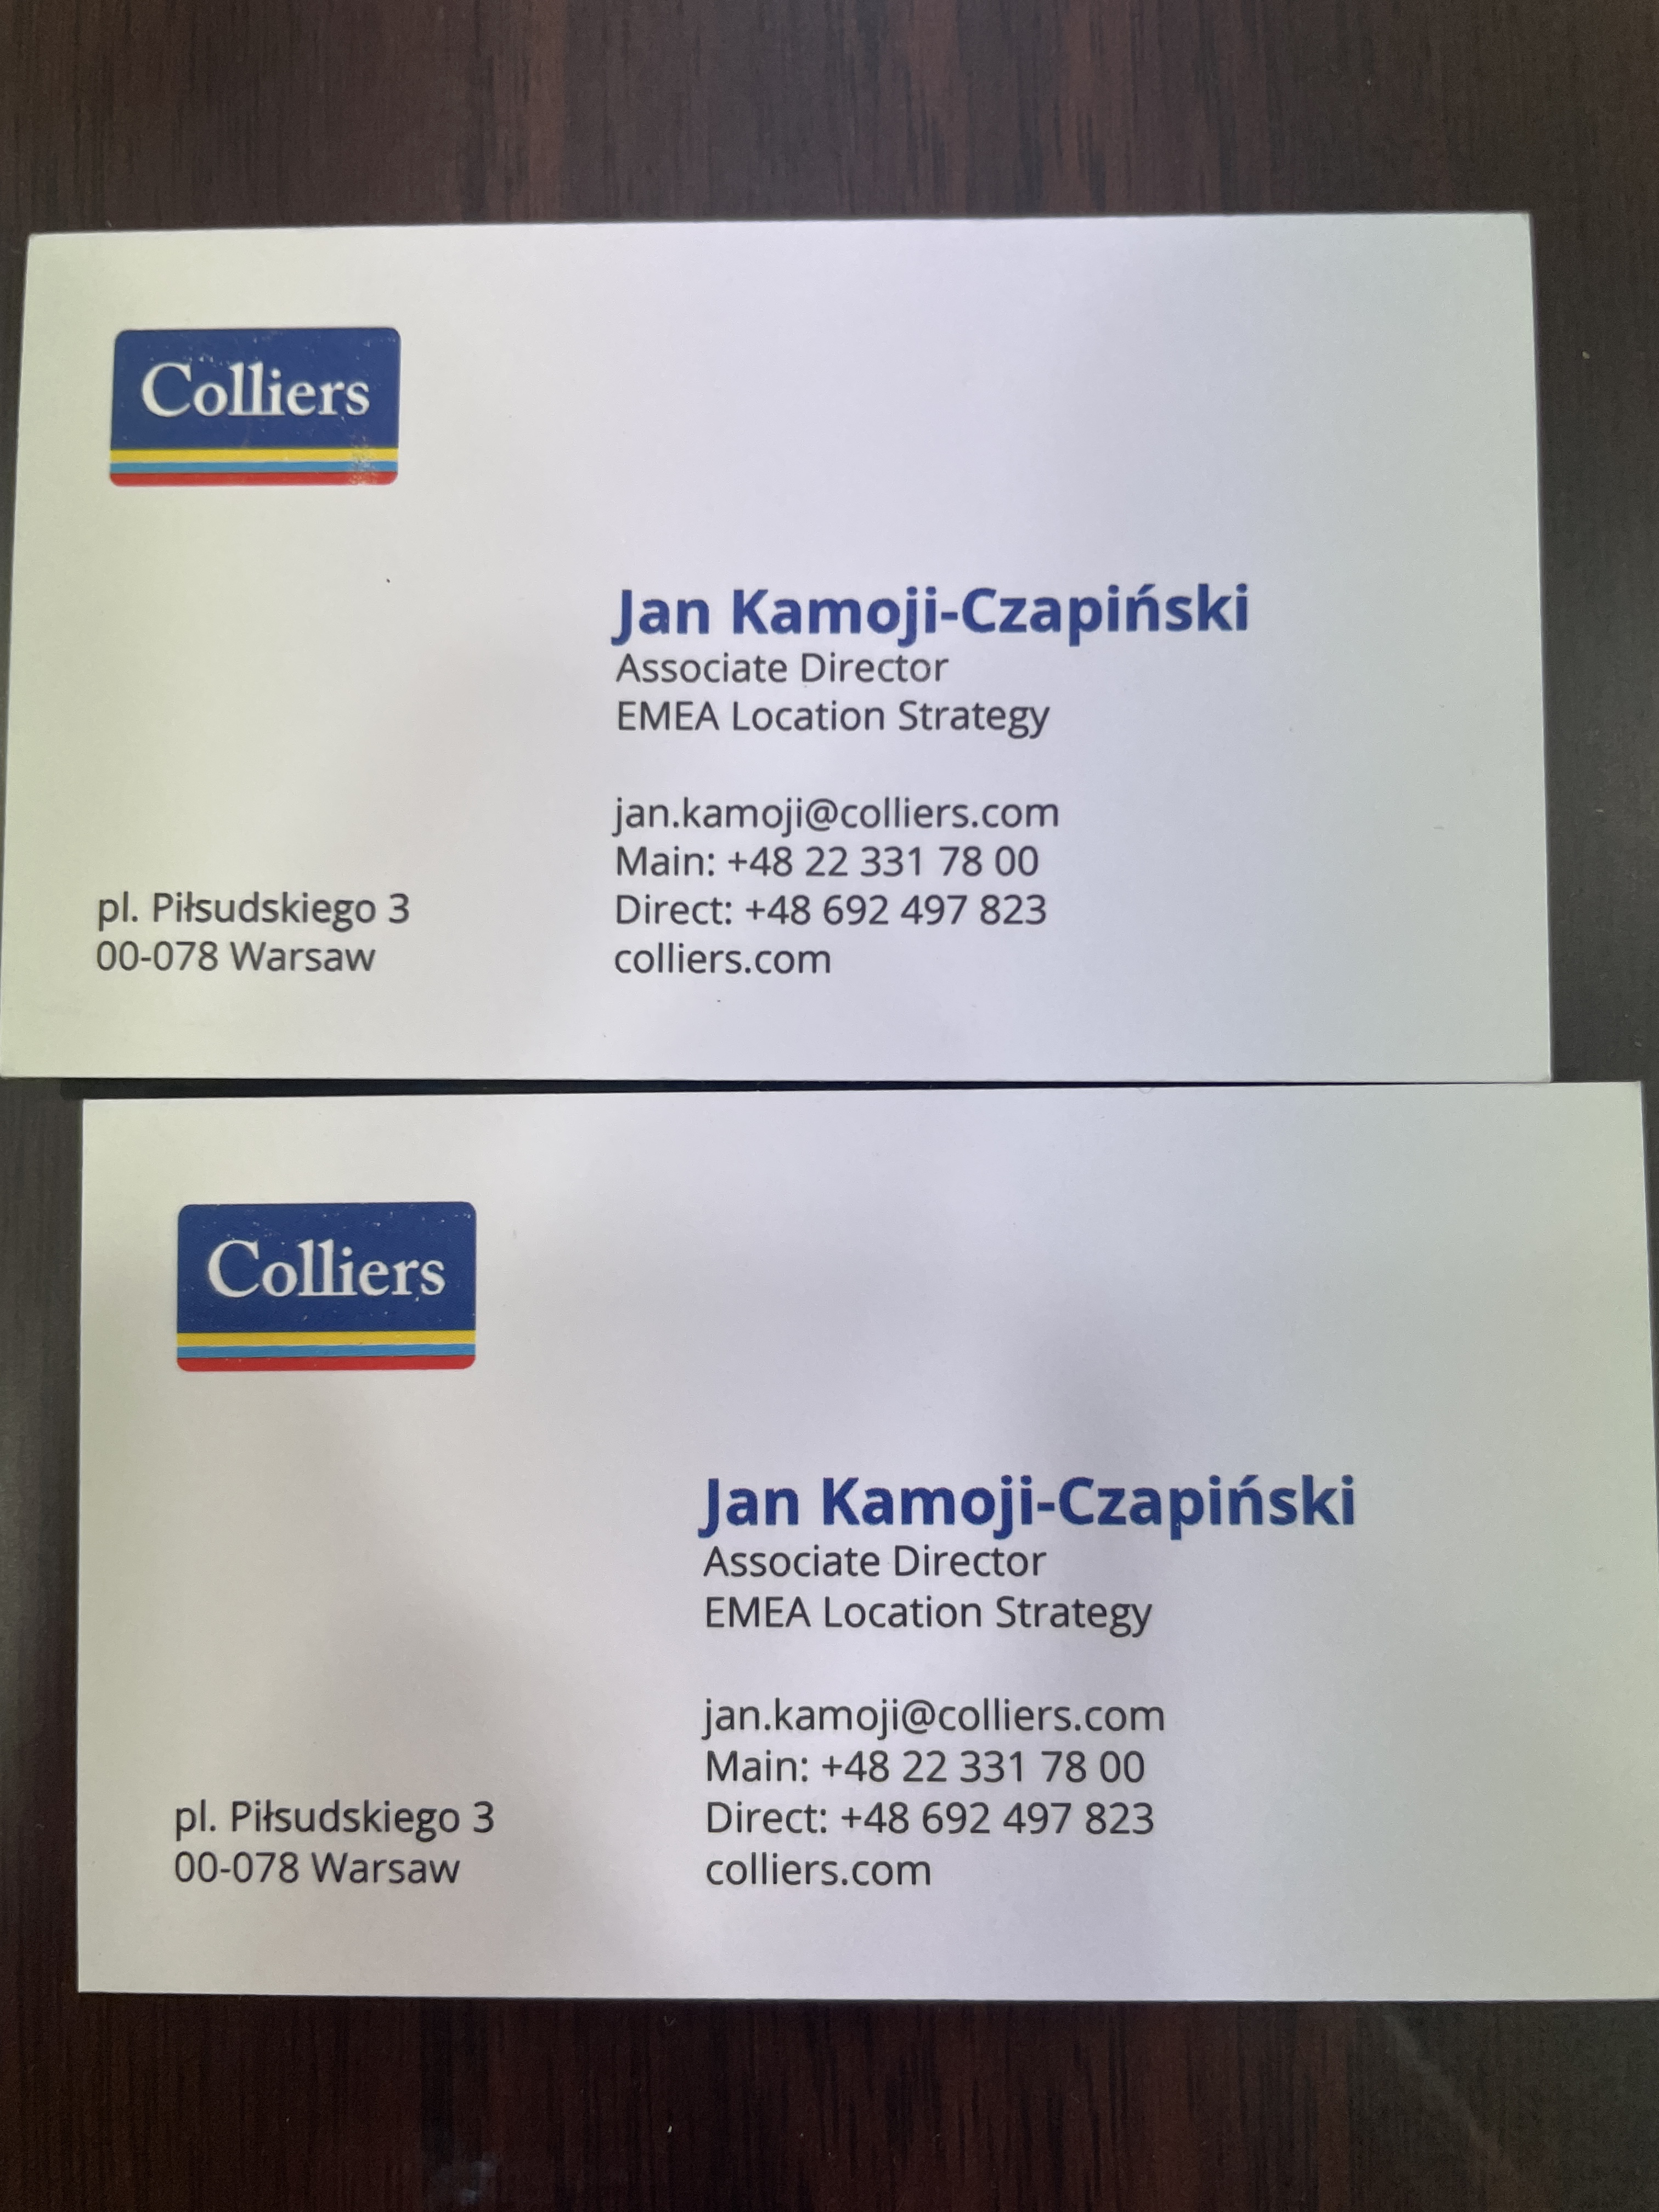 Colliers
Jan Kamoji-Czapiński
Associate Director
EMEA Location Strategy
jan.kamoji@colliers.com
Main: +48 22 331 78 00
Direct: +48 692 497 823
colliers.com
pl. Piłsudskiego 3
00-078 Warsaw
Colliers
Jan Kamoji-Czapiński
Associate Director
EMEA Location Strategy
jan.kamoji@colliers.com
Main: +48 22 331 78 00
Direct: +48 692 497 823
colliers.com
pl. Piłsudskiego 3
00-078 Warsaw